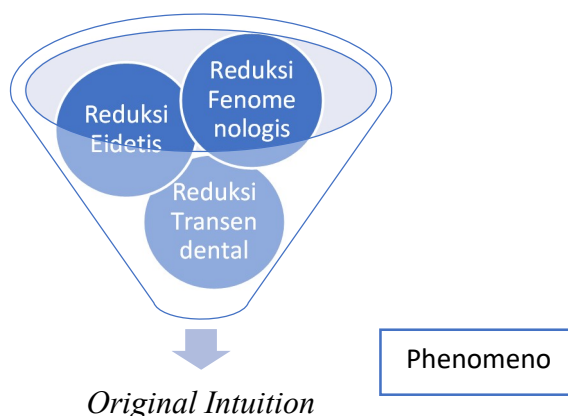 Reduksi
Fenome
nologis
Reduksi
Eidetis
Reduksi
Transen
dental
Phenomeno
Original Intuition